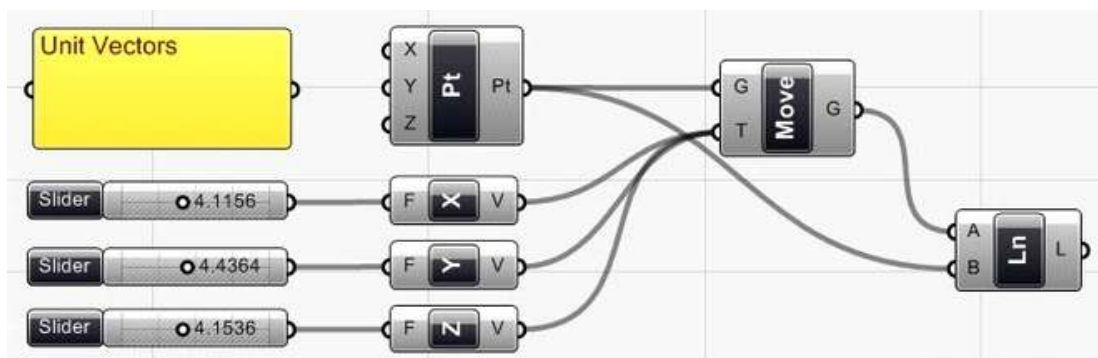 Unit Vectors
X
Y
Z
Pt
Pt
G
T
Move
G
Slider
4.1156
F
X
V
Slider
4.4364
F
Y
V
A
B
Ln
L
Slider
4.1536
F
Z
V